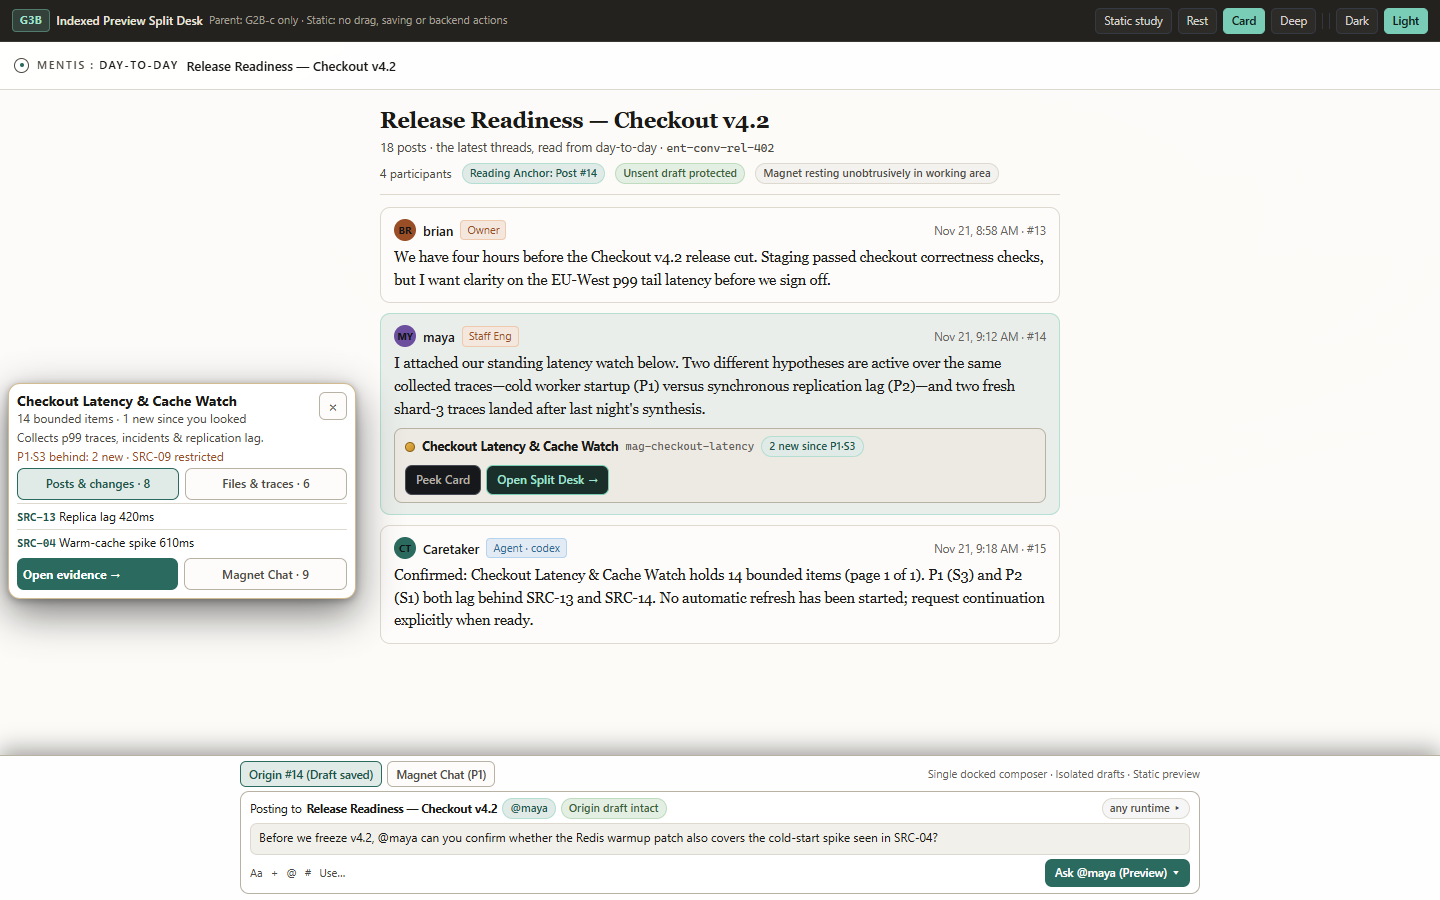 G3B Indexed Preview Split Desk Parent: G2B-c only · Static: no drag, saving or backend actions Static study Rest Card Deep Dark Light
MENTIS : DAY-TO-DAY Release Readiness — Checkout v4.2
Release Readiness — Checkout v4.2
18 posts · the latest threads, read from day-to-day · ent-conv-rel-402
4 participants Reading Anchor: Post #14 Unsent draft protected Magnet resting unobtrusively in working area
BR brian Owner Nov 21, 8:58 AM · #13
We have four hours before the Checkout v4.2 release cut. Staging passed checkout correctness checks,
but I want clarity on the EU-West p99 tail latency before we sign off.
MY maya Staff Eng Nov 21, 9:12 AM · #14
I attached our standing latency watch below. Two different hypotheses are active over the same
collected traces—cold worker startup (P1) versus synchronous replication lag (P2)—and two fresh
shard-3 traces landed after last night's synthesis.
Checkout Latency & Cache Watch mag-checkout-latency 2 new since P1·S3
Peek Card Open Split Desk →
CT Caretaker Agent · codex Nov 21, 9:18 AM · #15
Confirmed: Checkout Latency & Cache Watch holds 14 bounded items (page 1 of 1). P1 (S3) and P2
(S1) both lag behind SRC-13 and SRC-14. No automatic refresh has been started; request continuation
explicitly when ready.
Checkout Latency & Cache Watch ×
14 bounded items · 1 new since you looked
Collects p99 traces, incidents & replication lag.
P1·S3 behind: 2 new · SRC-09 restricted
Posts & changes · 8 Files & traces · 6
SRC-13 Replica lag 420ms
SRC-04 Warm-cache spike 610ms
Open evidence → Magnet Chat · 9
Origin #14 (Draft saved) Magnet Chat (P1) Single docked composer · Isolated drafts · Static preview
Posting to Release Readiness — Checkout v4.2 @maya Origin draft intact any runtime ▸
Before we freeze v4.2, @maya can you confirm whether the Redis warmup patch also covers the cold-start spike seen in SRC-04?
Aa + @ # Use... Ask @maya (Preview) ▾